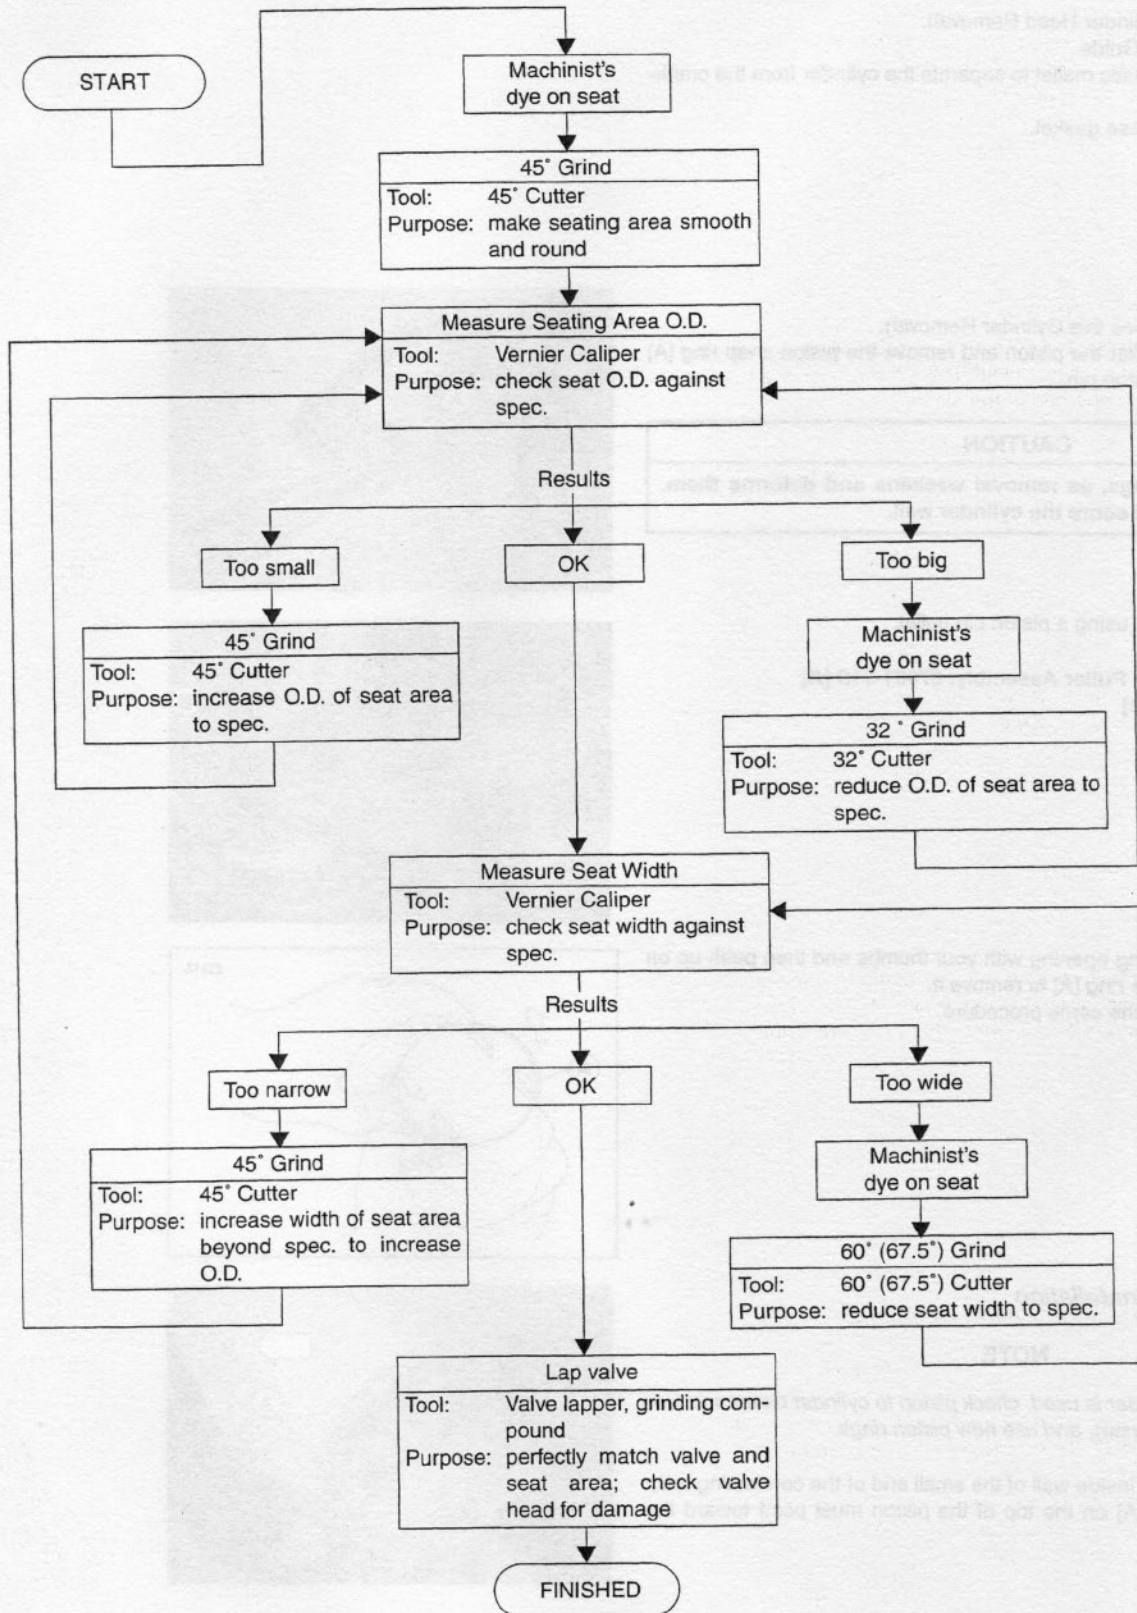 START
Machinist's
dye on seat
45° Grind
Tool: 45° Cutter
Purpose: make seating area smooth
and round
Measure Seating Area O.D.
Tool: Vernier Caliper
Purpose: check seat O.D. against
spec.
Results
Too small
OK
Too big
45° Grind
Tool: 45° Cutter
Purpose: increase O.D. of seat area
to spec.
Machinist's
dye on seat
32 ° Grind
Tool: 32° Cutter
Purpose: reduce O.D. of seat area to
spec.
Measure Seat Width
Tool: Vernier Caliper
Purpose: check seat width against
spec.
Results
Too narrow
OK
Too wide
45° Grind
Tool: 45° Cutter
Purpose: increase width of seat area
beyond spec. to increase
O.D.
Machinist's
dye on seat
60° (67.5°) Grind
Tool: 60° (67.5°) Cutter
Purpose: reduce seat width to spec.
Lap valve
Tool: Valve lapper, grinding com-
pound
Purpose: perfectly match valve and
seat area; check valve
head for damage
FINISHED